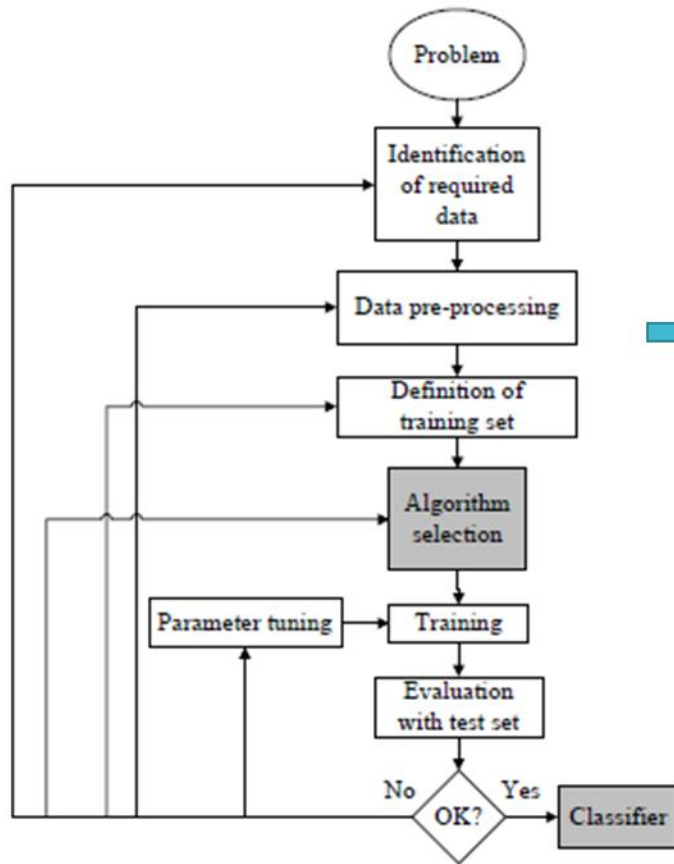 Problem
Identification
of required
data
Data pre-processing
Definition of
training set
Algorithm
selection
Parameter tuning
Training
Evaluation
with test set
No
Yes
OK?
Classifier